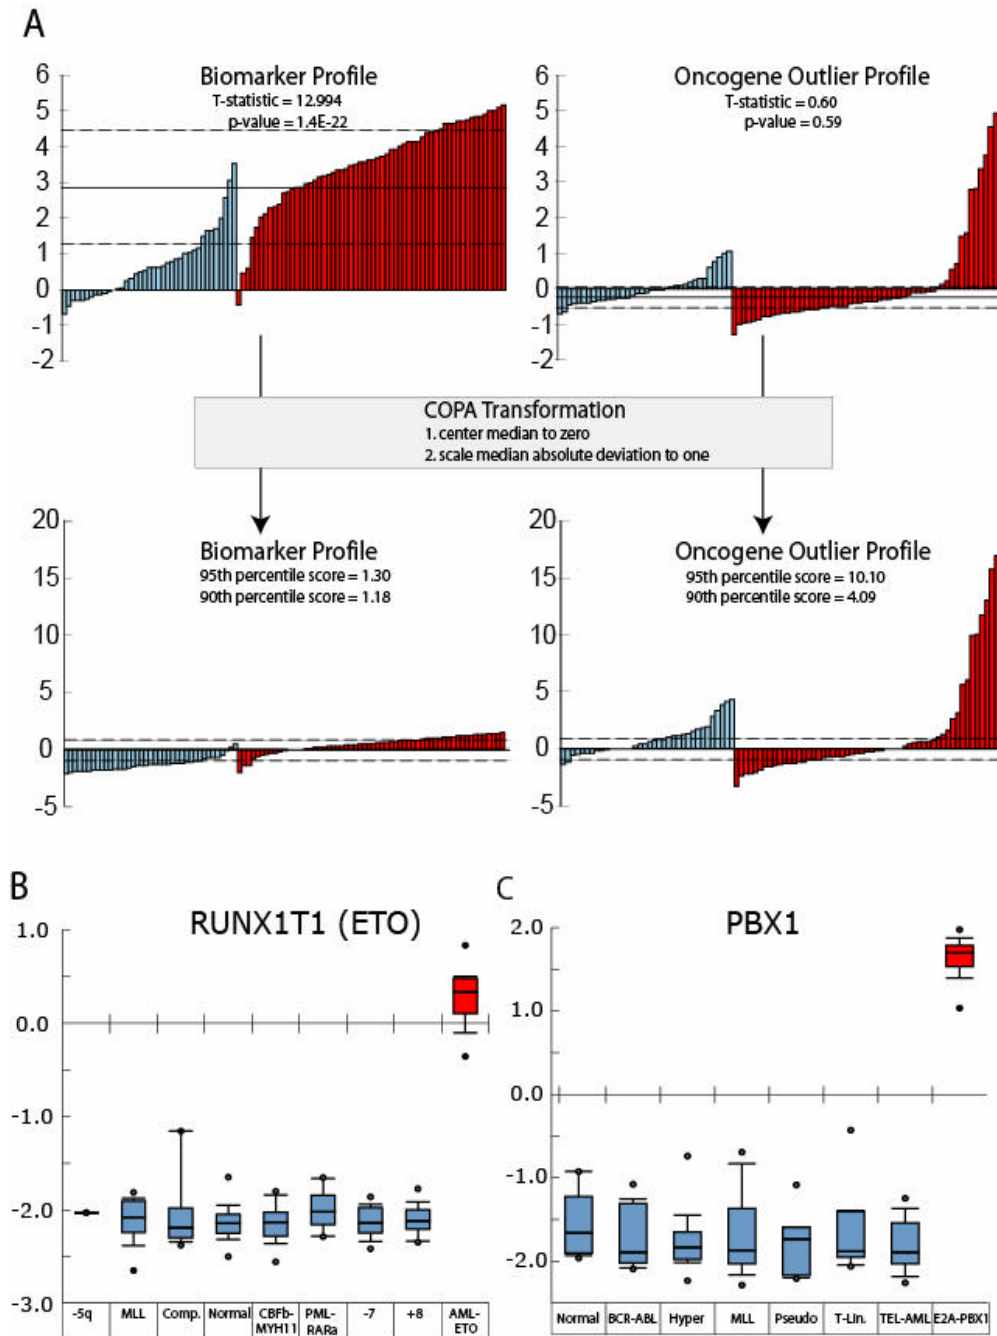 A
Biomarker Profile
T-statistic = 12.994
p-value = 1.4E-22
6
5
4
3
2
1
0
-1
-2
Oncogene Outlier Profile
T-statistic = 0.60
p-value = 0.59
6
5
4
3
2
1
0
-1
-2
COPA Transformation
1. center median to zero
2. scale median absolute deviation to one
Biomarker Profile
95th percentile score = 1.30
90th percentile score = 1.18
20
15
10
5
0
-5
Oncogene Outlier Profile
95th percentile score = 10.10
90th percentile score = 4.09
20
15
10
5
0
-5
B
RUNX1T1 (ETO)
1.0
0.0
-1.0
-2.0
-3.0
-5q
MLL
Comp.
Normal
CBFb-
MYH11
PML-
RARa
-7
+8
AML-
ETO
C
PBX1
2.0
1.0
0.0
-1.0
-2.0
Normal
BCR-ABL
Hyper
MLL
Pseudo
T-Lin.
TEL-AML
E2A-PBX1